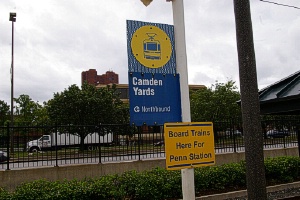 Camden
Yards
Northbound
Board Trains
Here For
Penn Station